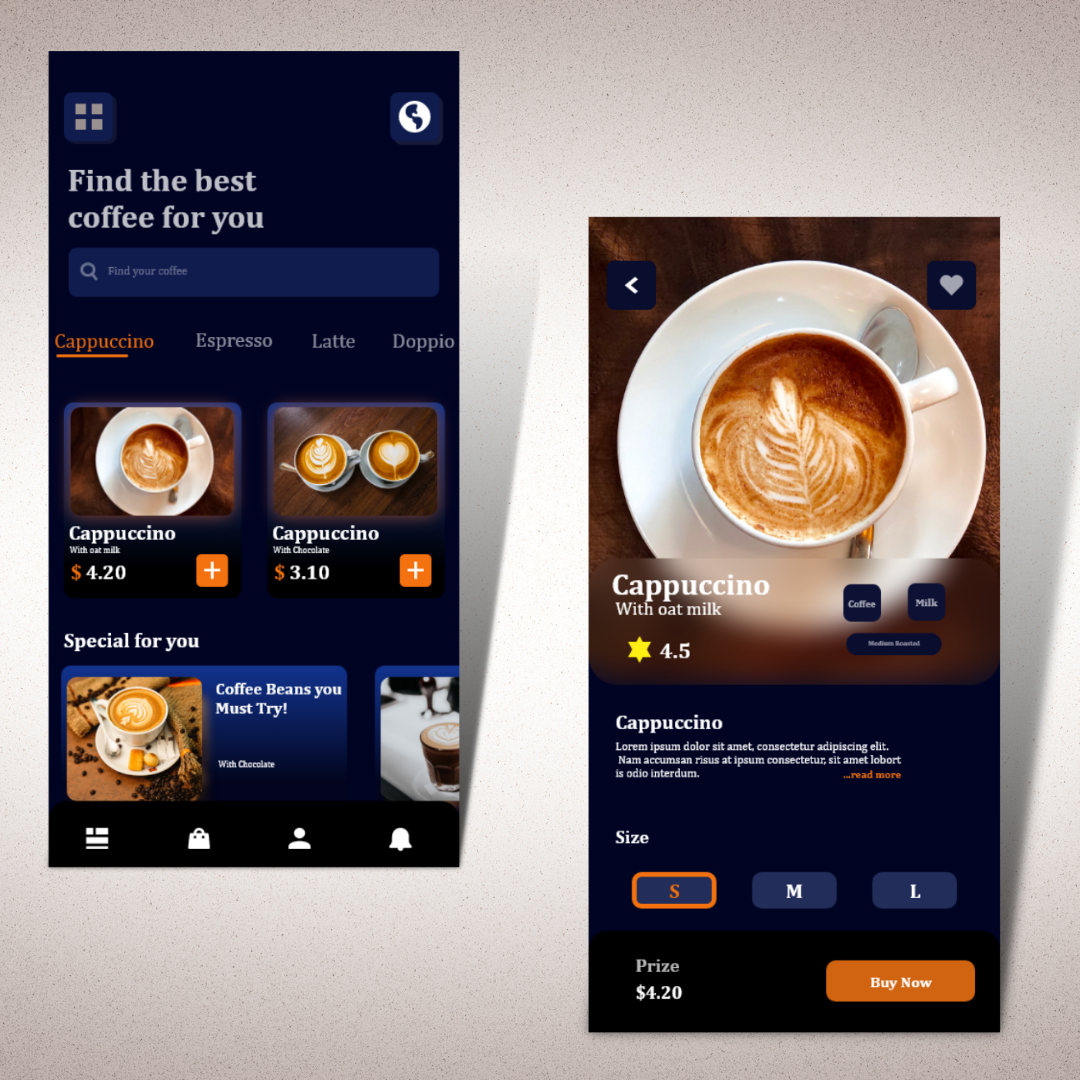 Find the best
coffee for you
Find your coffee
Cappuccino Espresso Latte Doppio
Cappuccino
With oat milk
$ 4.20
Cappuccino
With Chocolate
$ 3.10
Special for you
Coffee Beans you
Must Try!
With Chocolate
Cappuccino
With oat milk
4.5
Coffee
Milk
Medium Roasted
Cappuccino
Lorem ipsum dolor sit amet, consectetur adipiscing elit.
Nam accumsan risus at ipsum consectetur, sit amet lobort
is odio interdum.
...read more
Size
S M L
Prize
$4.20
Buy Now